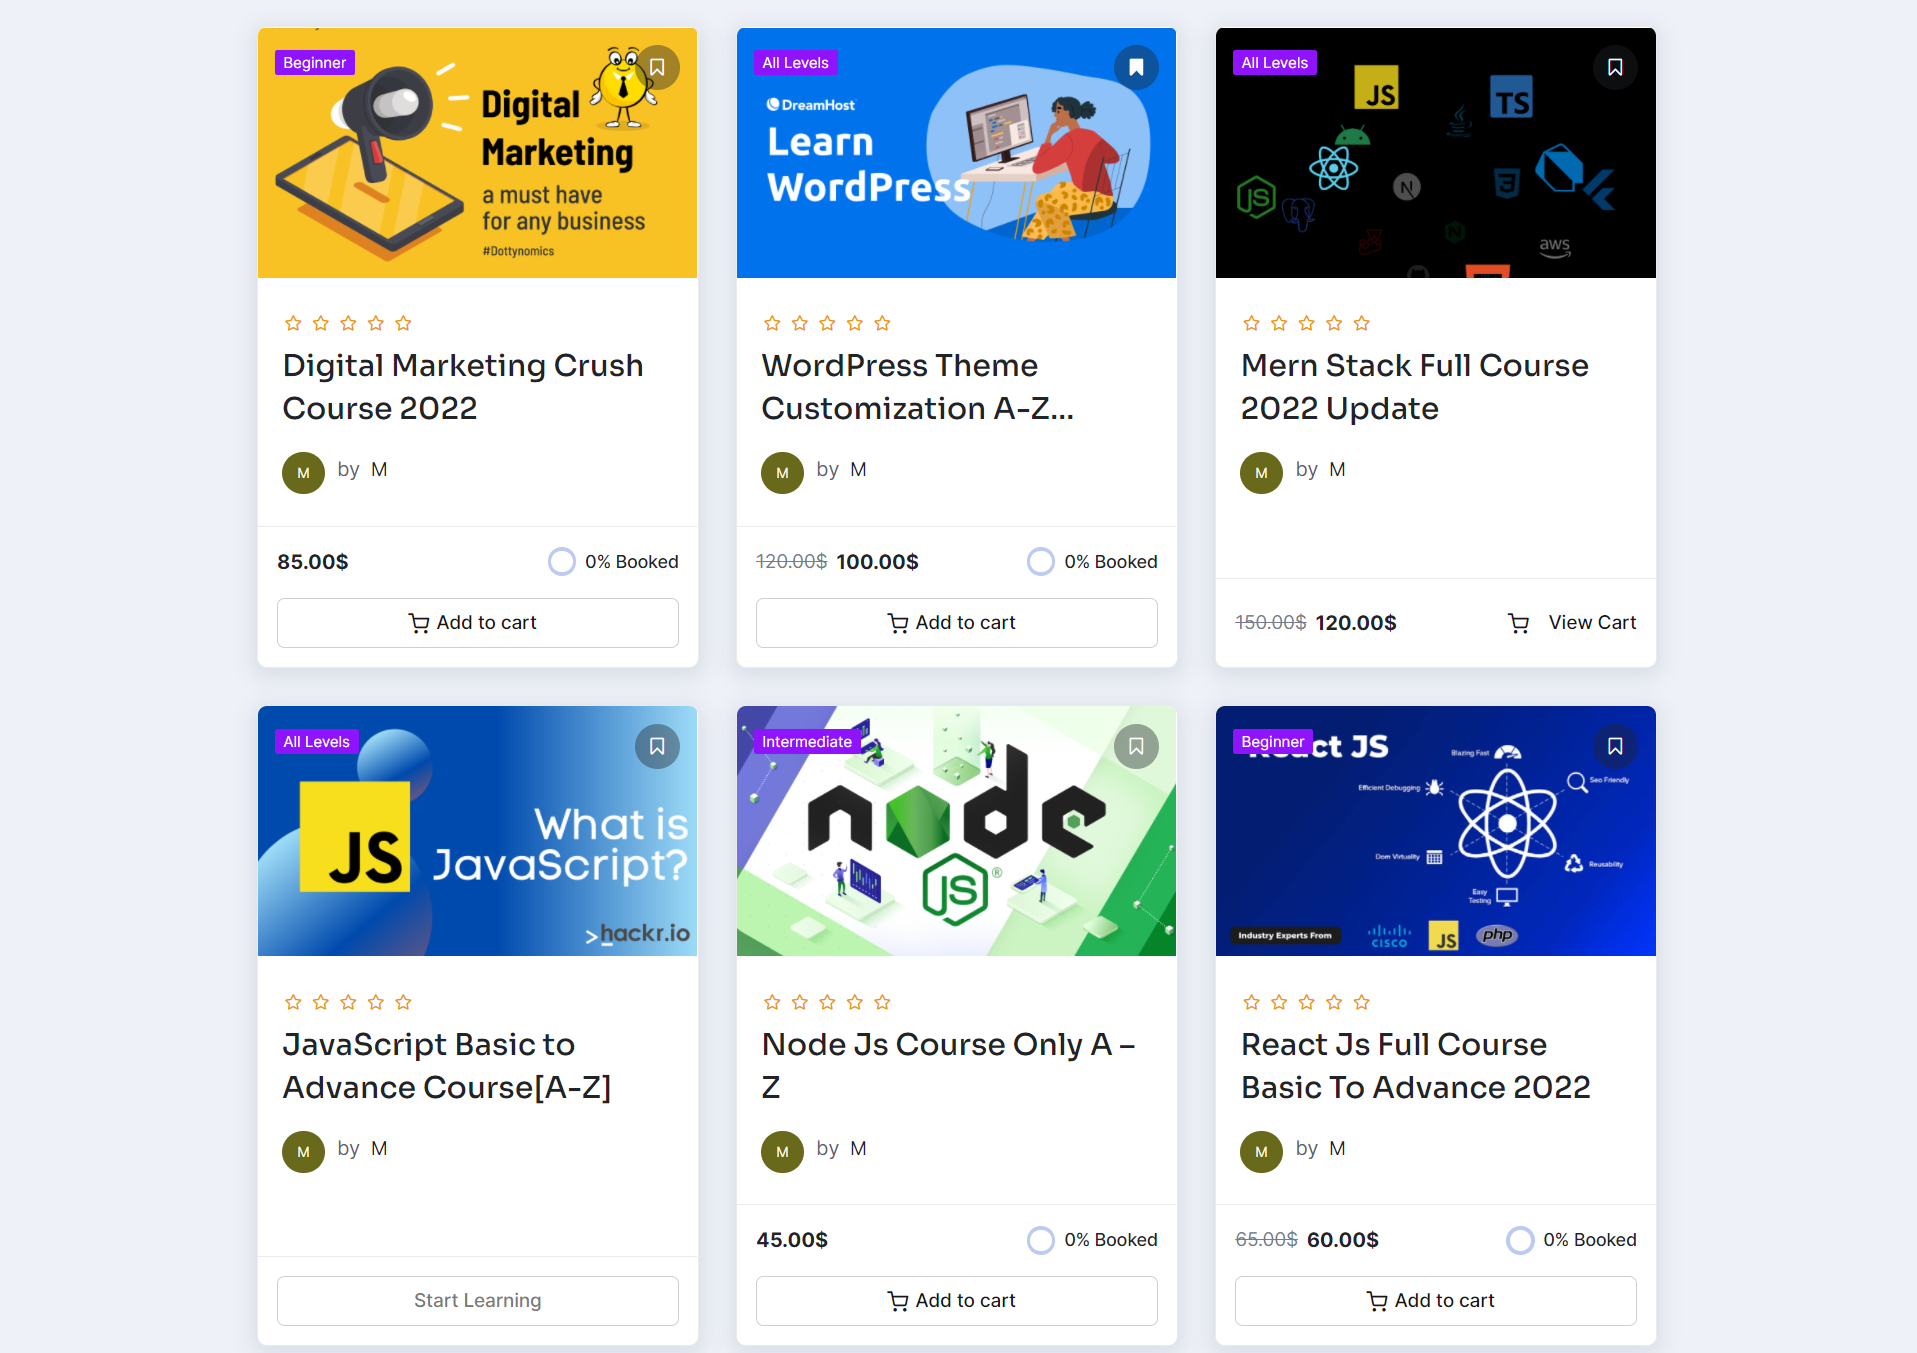 Beginner
Digital
Marketing
a must have
for any business
#Dottynomics
Digital Marketing Crush
Course 2022
M by M
85.00$ 0% Booked
Add to cart
All Levels
DreamHost
Learn
WordPress
WordPress Theme
Customization A-Z...
M by M
120.00$ 100.00$ 0% Booked
Add to cart
All Levels
JS
TS
JS
N
3
N
aws
Mern Stack Full Course
2022 Update
M by M
150.00$ 120.00$ View Cart
All Levels
JS
What is
JavaScript?
>_hackr.io
JavaScript Basic to
Advance Course[A-Z]
M by M
Start Learning
Intermediate
node
JS®
Node Js Course Only A –
Z
M by M
45.00$ 0% Booked
Add to cart
Beginner
React JS
Blazing Fast
Seo Friendly
Efficient Debugging
Dom Virtuality
Reusability
Easy
Testing
Industry Experts From
CISCO
JS
php
React Js Full Course
Basic To Advance 2022
M by M
65.00$ 60.00$ 0% Booked
Add to cart